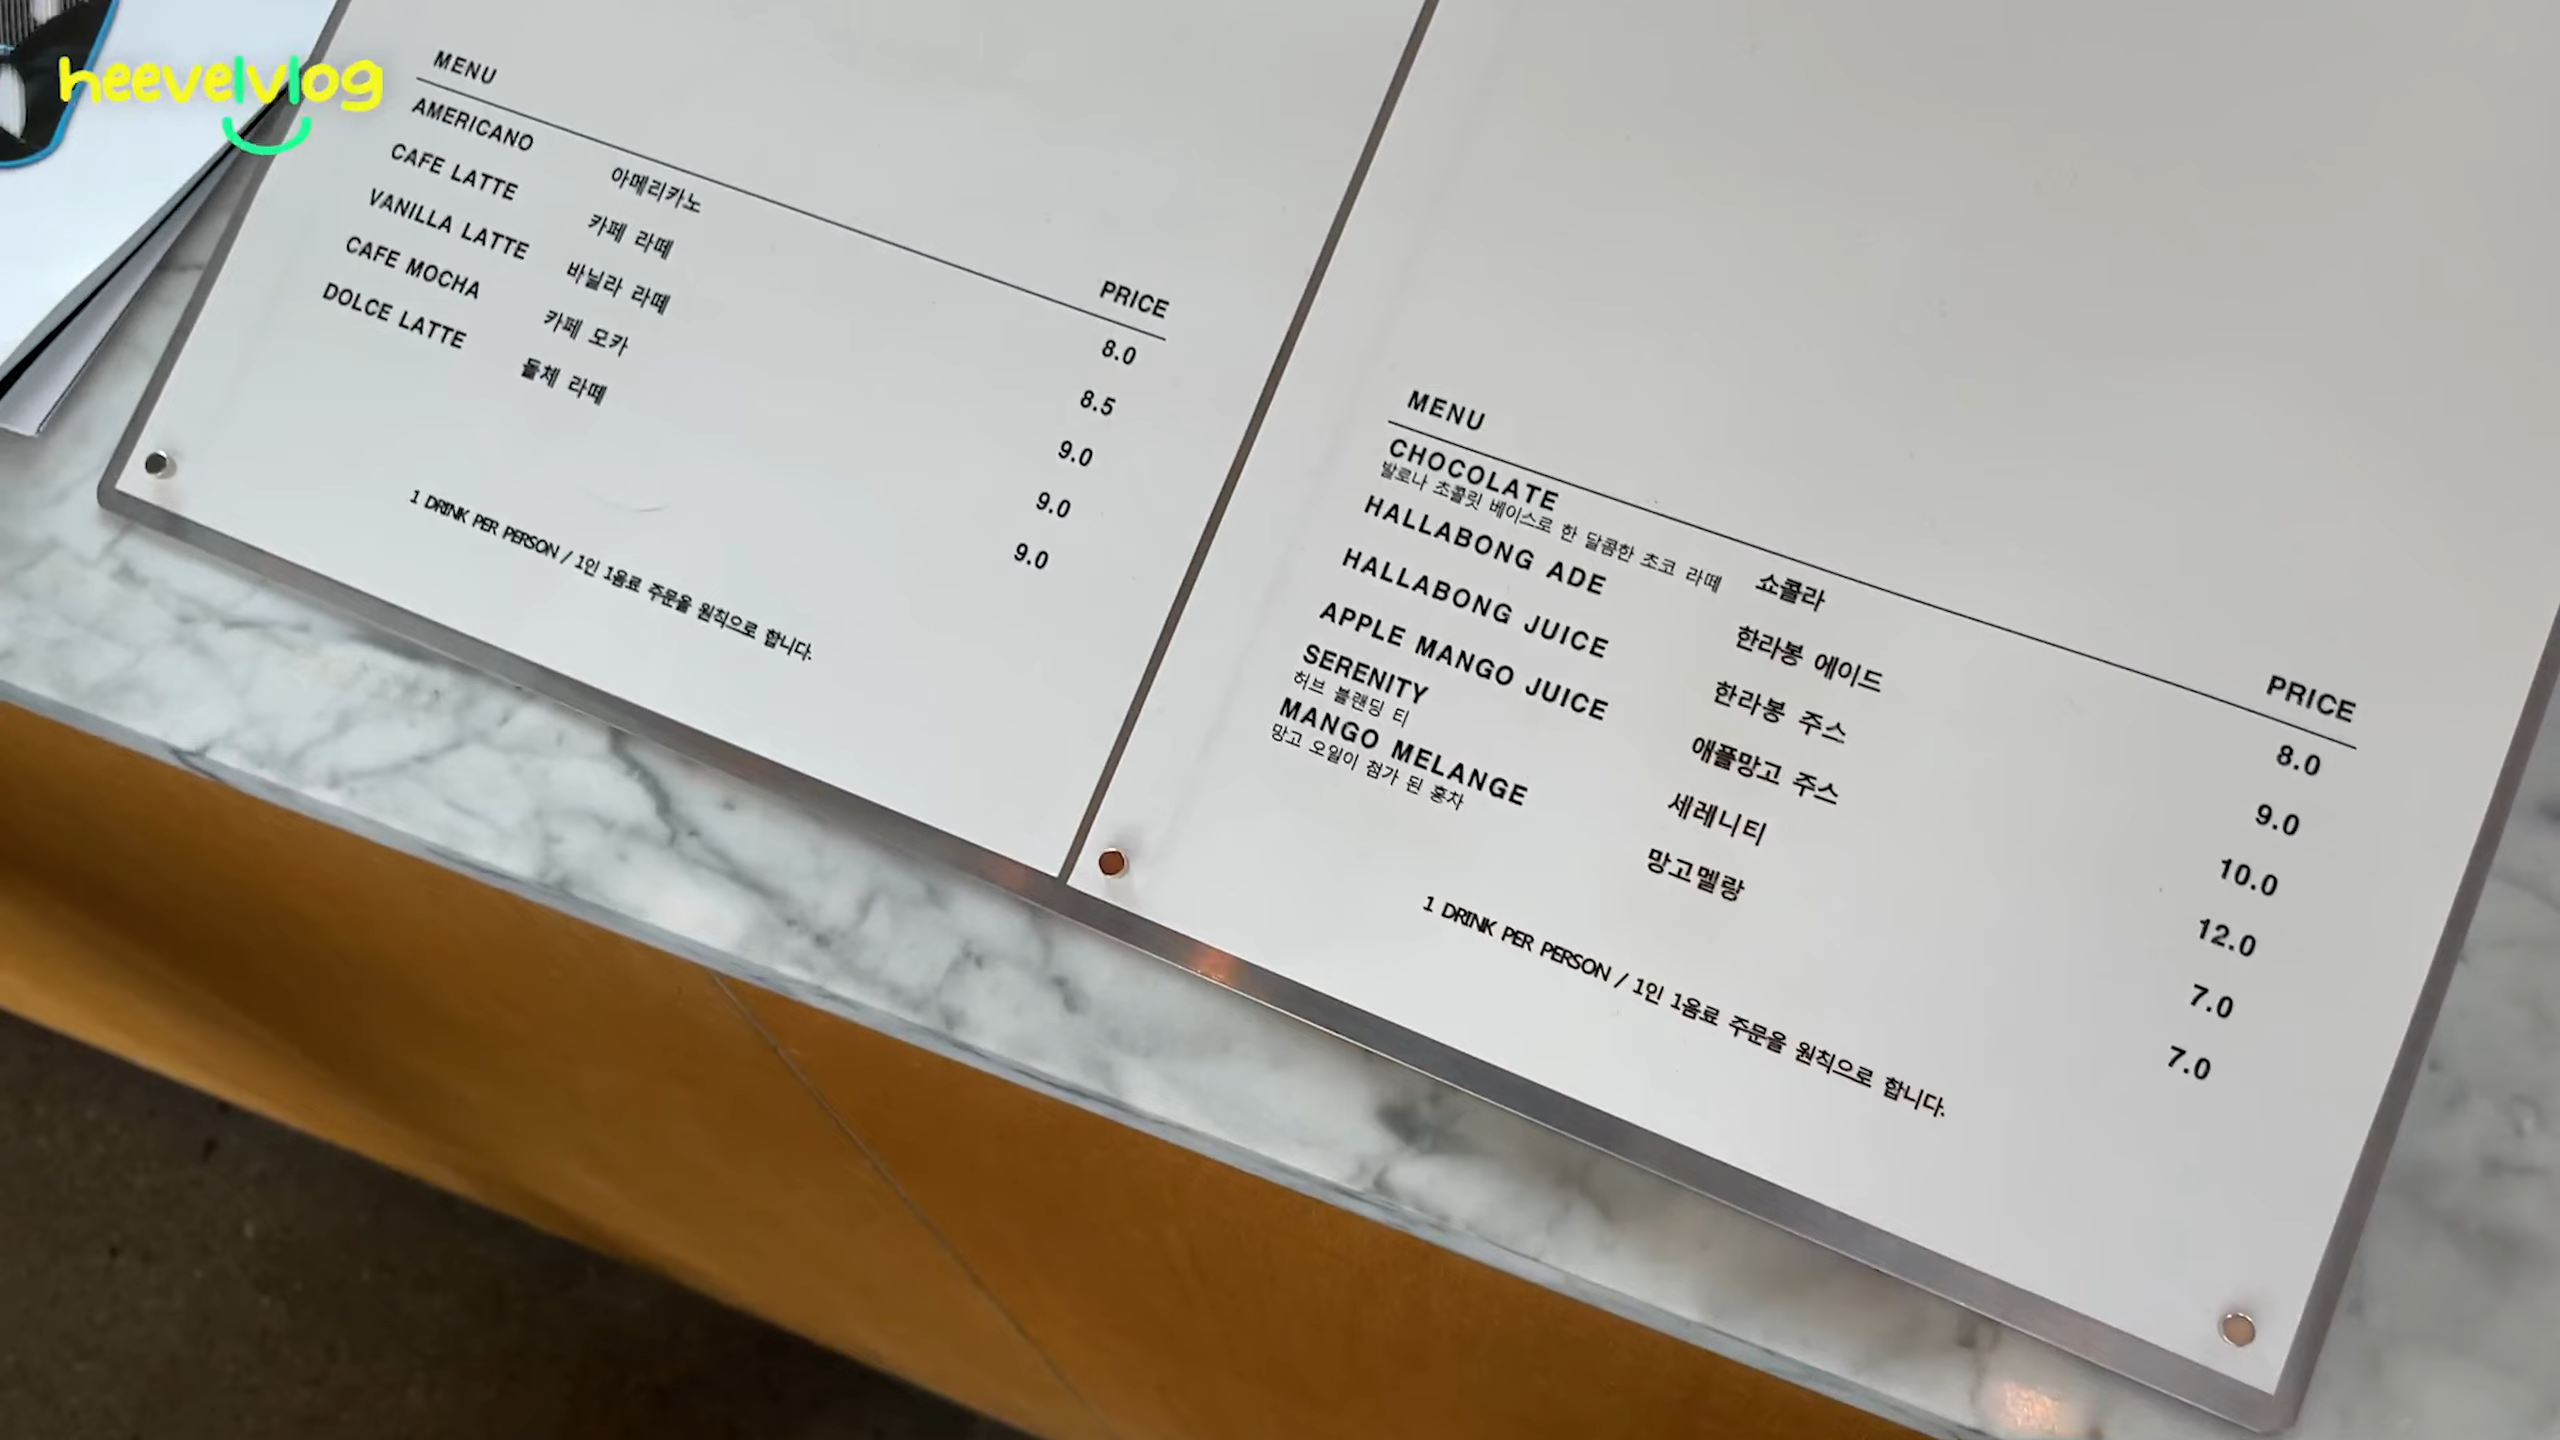 heevelvlog
MENU PRICE
AMERICANO 아메리카노 8.0
CAFE LATTE 카페 라떼 8.5
VANILLA LATTE 바닐라 라떼 9.0
CAFE MOCHA 카페 모카 9.0
DOLCE LATTE 돌체 라떼 9.0
1 DRINK PER PERSON / 1인 1음료 주문을 원칙으로 합니다.
MENU PRICE
CHOCOLATE 쇼콜라 8.0
발로나 초콜릿 베이스로 한 달콤한 초코 라떼
HALLABONG ADE 한라봉 에이드 9.0
HALLABONG JUICE 한라봉 주스 10.0
APPLE MANGO JUICE 애플망고 주스 12.0
SERENITY 세레니티 7.0
허브 블랜딩 티
MANGO MELANGE 망고멜랑 7.0
망고 오일이 첨가 된 홍차
1 DRINK PER PERSON / 1인 1음료 주문을 원칙으로 합니다.